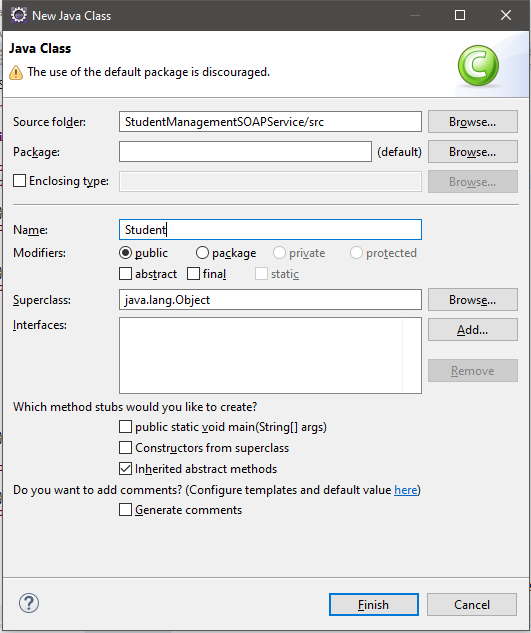 New Java Class
Java Class
The use of the default package is discouraged.
Source folder: StudentManagementSOAPService/src Browse...
Package: (default) Browse...
Enclosing type: Browse...
Name: Student
Modifiers: public package private protected
abstract final static
Superclass: java.lang.Object Browse...
Interfaces: Add...
Remove
Which method stubs would you like to create?
public static void main(String[] args)
Constructors from superclass
Inherited abstract methods
Do you want to add comments? (Configure templates and default value here)
Generate comments
? Finish Cancel